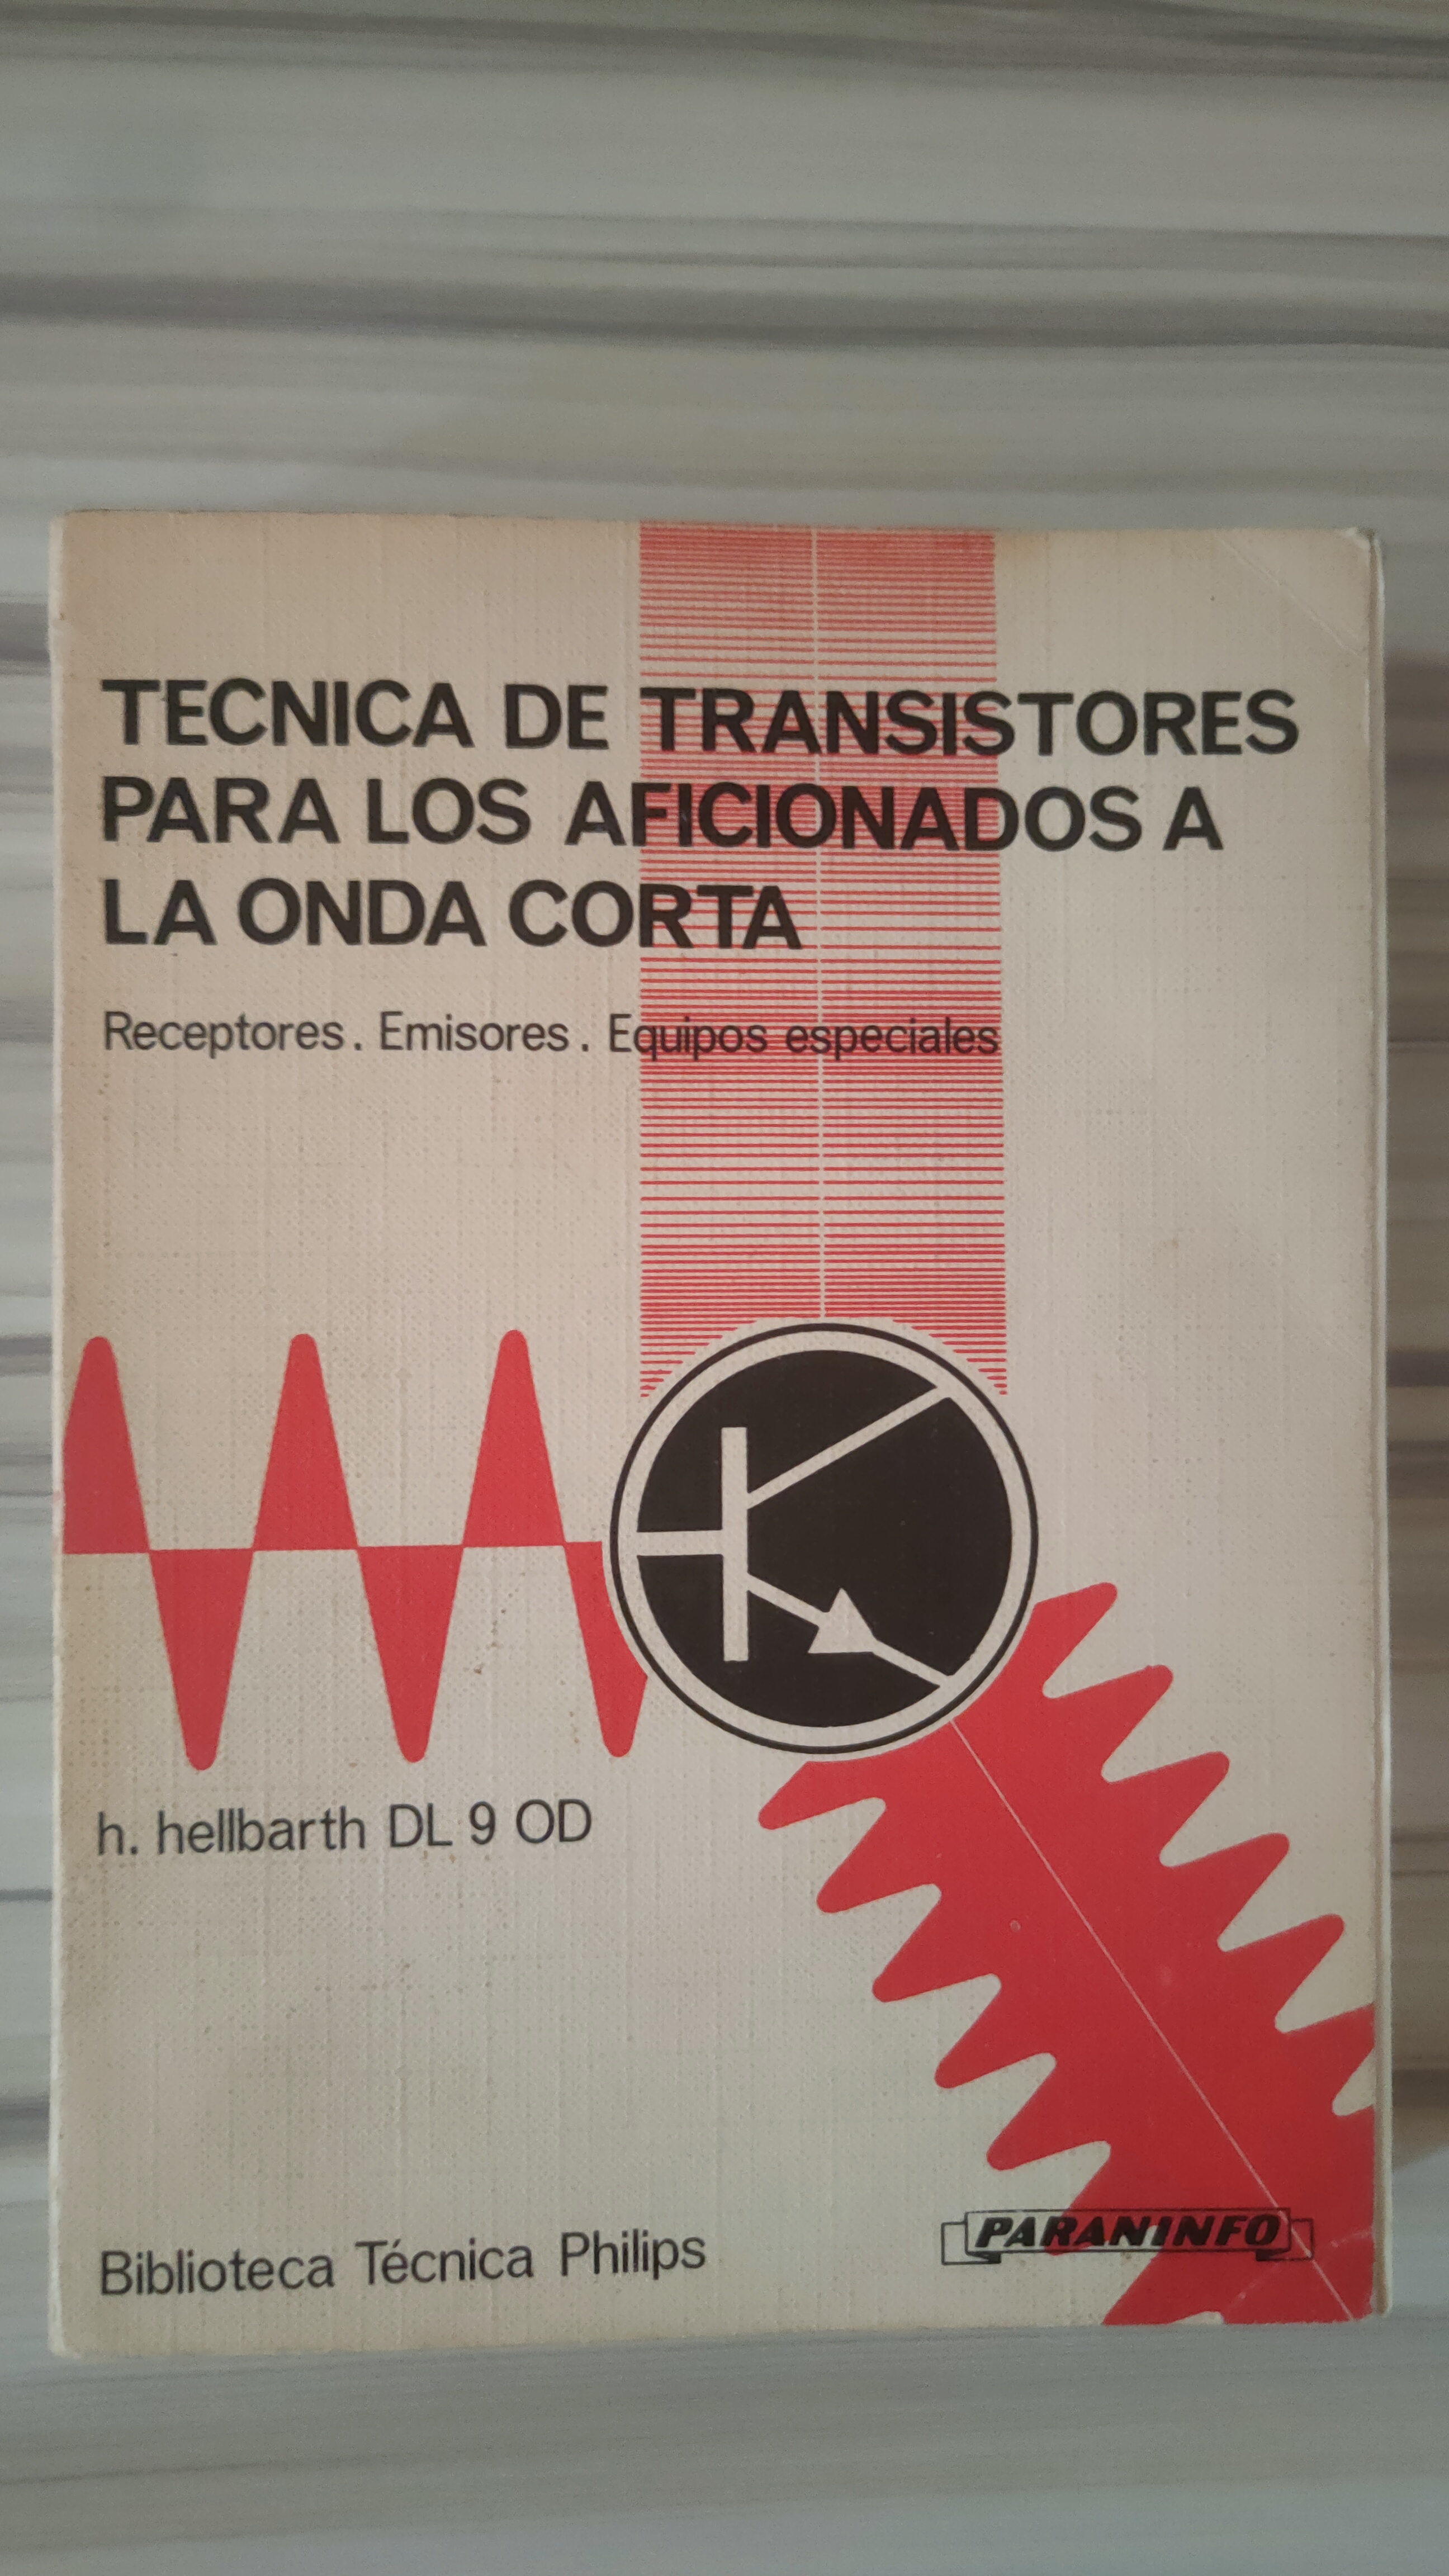 TECNICA DE TRANSISTORES
PARA LOS AFICIONADOS A
LA ONDA CORTA
Receptores. Emisores. Equipos especiales
h. hellbarth DL 9 OD
Biblioteca Técnica Philips
PARANINFO